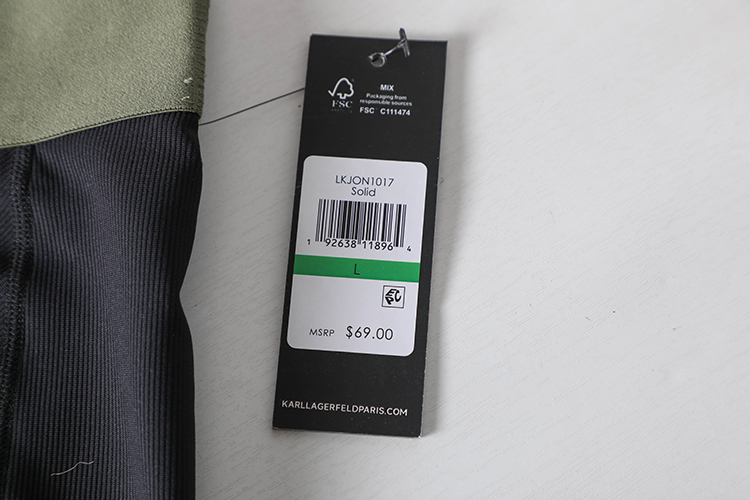 FSC
MIX
Packaging from
responsible sources
FSC C111474
LKJON1017
Solid
1 92638 11896 4
L
MSRP $69.00
KARLLAGERFELDPARIS.COM